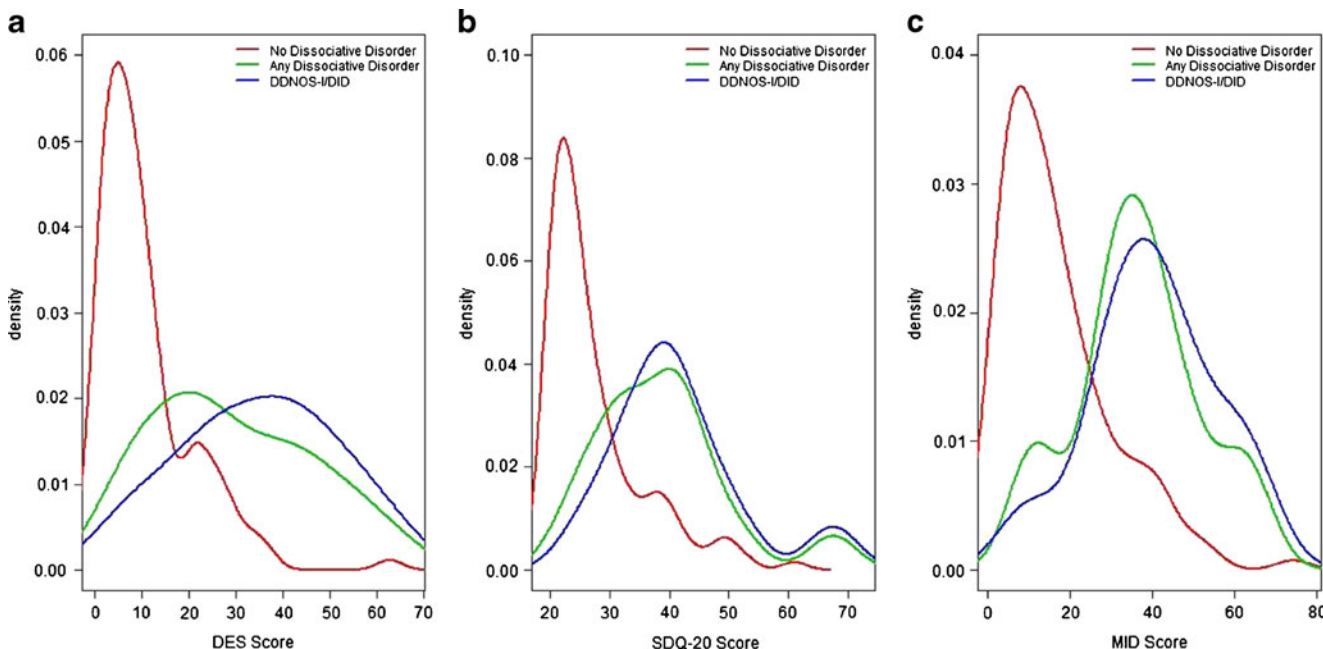 a
0.06
0.05
0.04
0.03
0.02
0.01
0.00
density
No Dissociative Disorder
Any Dissociative Disorder
DDNOS-I/DID
0 10 20 30 40 50 60 70
DES Score
b
0.10
0.08
0.06
0.04
0.02
0.00
density
No Dissociative Disorder
Any Dissociative Disorder
DDNOS-I/DID
20 30 40 50 60 70
SDQ-20 Score
c
0.04
0.03
0.02
0.01
0.00
density
No Dissociative Disorder
Any Dissociative Disorder
DDNOS-I/DID
0 20 40 60 80
MID Score